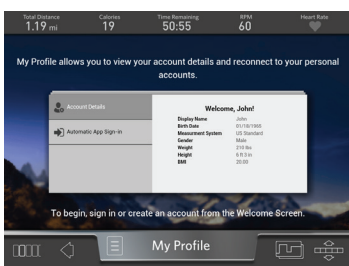 Total Distance
1.19 mi
Calories
19
Time Remaining
50:55
RPM
60
Heart Rate
My Profile allows you to view your account details and reconnect to your personal
accounts.
Account Details
Automatic App Sign-in
Welcome, John!
Display Name John
Birth Date 01/18/1985
Measurment System US Standard
Gender Male
Weight 210 lbs
Height 6 ft 3 in
BMI
To begin, sign in or create an account from the Welcome Screen.
My Profile